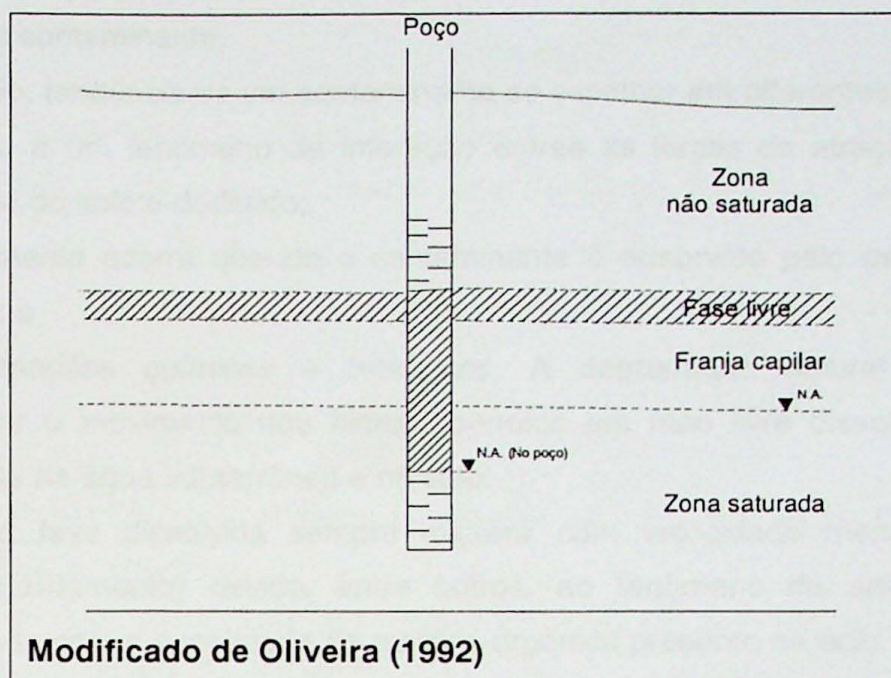 Poço
Zona
não saturada
Fase livre
Franja capilar
N.A.
N.A. (No poço)
Zona saturada
Modificado de Oliveira (1992)